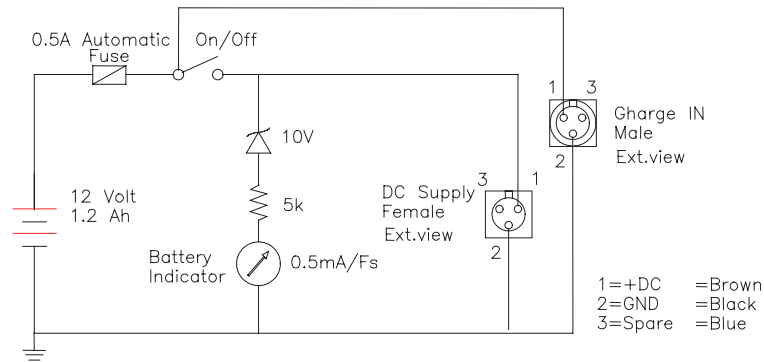 0.5A Automatic
Fuse
On/Off
1 3
Gharge IN
Male
Ext.view
2
10V
12 Volt
1.2 Ah
5k
DC Supply
Female
Ext.view
3 1
2
Battery
Indicator
0.5mA/Fs
1=+DC =Brown
2=GND =Black
3=Spare =Blue